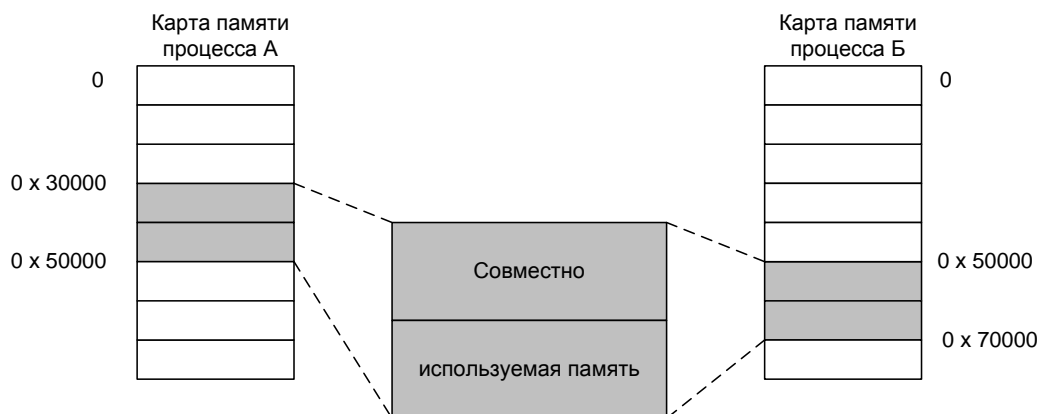 Карта памяти
процесса А
0
0 x 30000
0 x 50000
Совместно
используемая память
Карта памяти
процесса Б
0
0 x 50000
0 x 70000